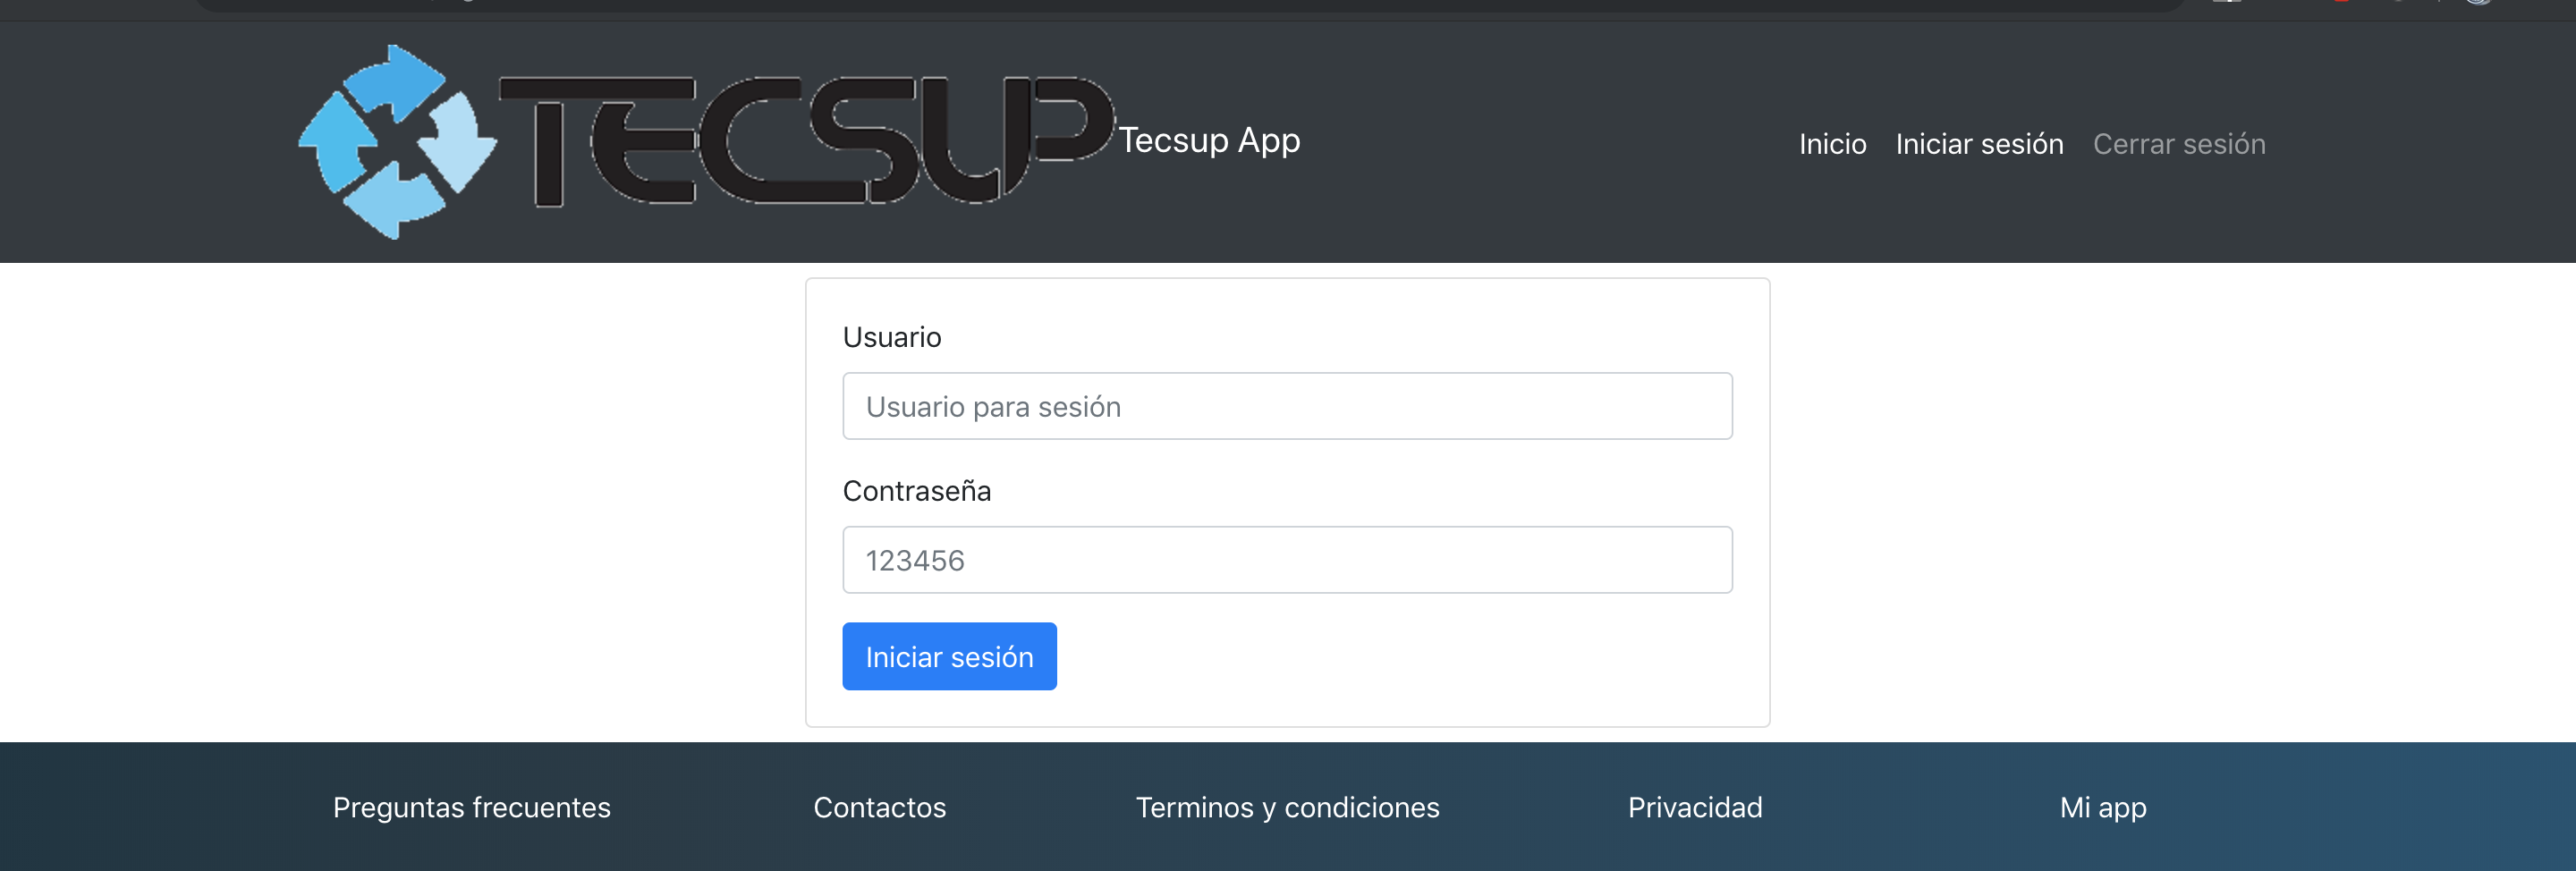 TECSUP Tecsup App
Inicio Iniciar sesión Cerrar sesión
Usuario
Usuario para sesión
Contraseña
123456
Iniciar sesión
Preguntas frecuentes Contactos Terminos y condiciones Privacidad Mi app